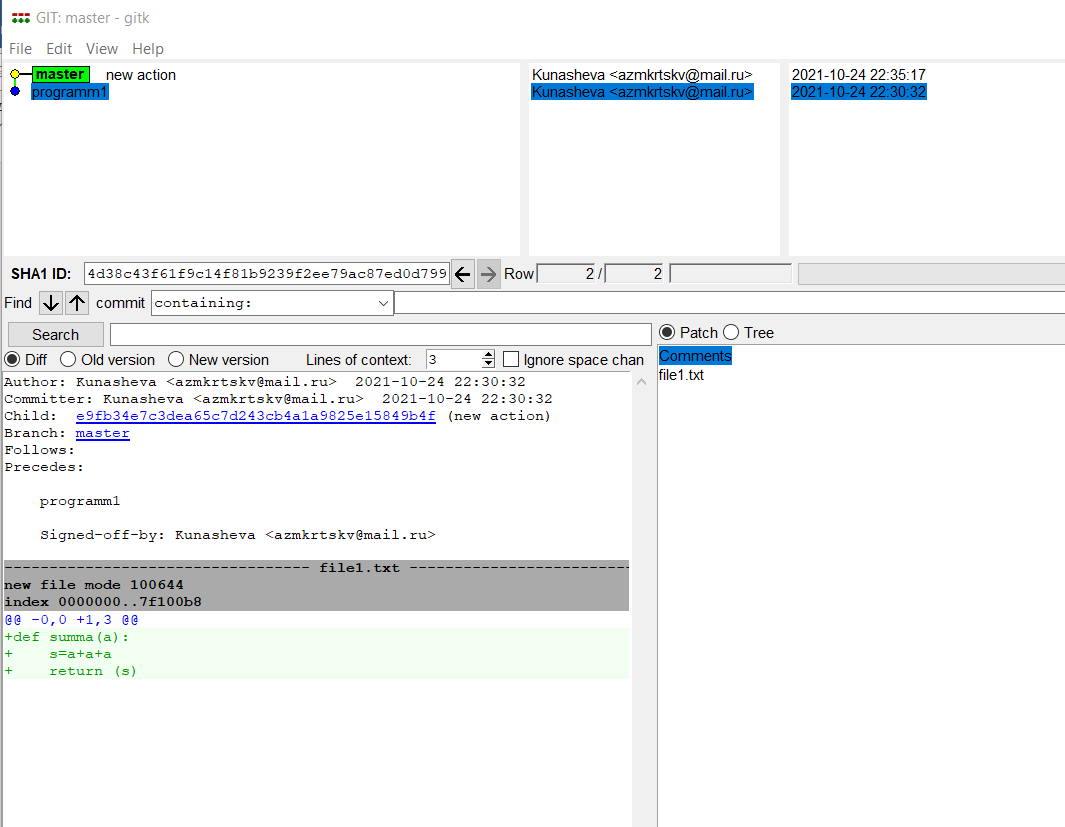 GIT: master - gitk
File Edit View Help
master new action Kunasheva <azmkrtskv@mail.ru> 2021-10-24 22:35:17
programm1 Kunasheva <azmkrtskv@mail.ru> 2021-10-24 22:30:32
SHA1 ID: 4d38c43f61f9c14f81b9239f2ee79ac87ed0d799 Row 2 / 2
Find commit containing:
Search
Patch Tree
Diff Old version New version Lines of context: 3 Ignore space chan
Comments
file1.txt
Author: Kunasheva <azmkrtskv@mail.ru>  2021-10-24 22:30:32
Committer: Kunasheva <azmkrtskv@mail.ru>  2021-10-24 22:30:32
Child:  e9fb34e7c3dea65c7d243cb4a1a9825e15849b4f (new action)
Branch: master
Follows:
Precedes:
programm1
Signed-off-by: Kunasheva <azmkrtskv@mail.ru>
---------------------------------- file1.txt -------------------------
new file mode 100644
index 0000000..7f100b8
@@ -0,0 +1,3 @@
+def summa(a):
+    s=a+a+a
+    return (s)